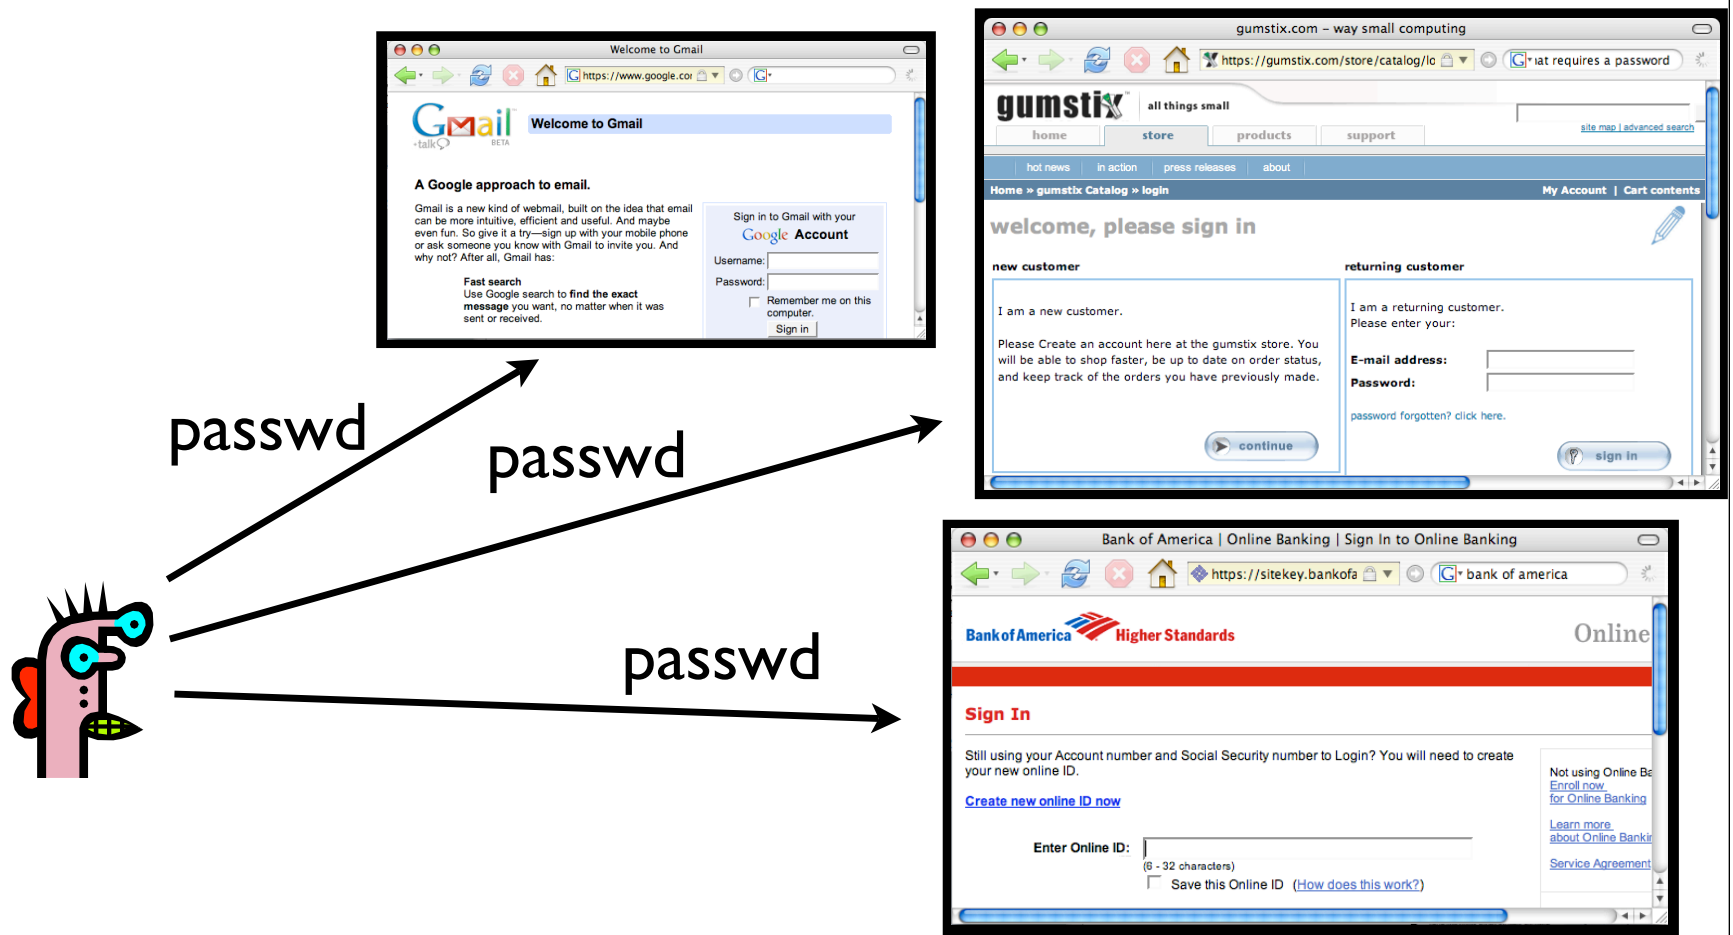 Welcome to Gmail
https://www.google.cor
Gmail
talk
BETA
Welcome to Gmail
A Google approach to email.
Gmail is a new kind of webmail, built on the idea that email
can be more intuitive, efficient and useful. And maybe
even fun. So give it a try—sign up with your mobile phone
or ask someone you know with Gmail to invite you. And
why not? After all, Gmail has:
Fast search
Use Google search to find the exact
message you want, no matter when it was
sent or received.
Sign in to Gmail with your
Google Account
Username:
Password:
Remember me on this
computer.
Sign in
gumstix.com – way small computing
https://gumstix.com/store/catalog/lo
at requires a password
gumstix™ all things small
site map | advanced search
home store products support
hot news in action press releases about
Home » gumstix Catalog » login
My Account | Cart contents
welcome, please sign in
new customer
I am a new customer.
Please Create an account here at the gumstix store. You
will be able to shop faster, be up to date on order status,
and keep track of the orders you have previously made.
continue
returning customer
I am a returning customer.
Please enter your:
E-mail address:
Password:
password forgotten? click here.
sign in
passwd
passwd
passwd
Bank of America | Online Banking | Sign In to Online Banking
https://sitekey.bankofa
bank of america
Bank of America Higher Standards
Online
Sign In
Still using your Account number and Social Security number to Login? You will need to create
your new online ID.
Create new online ID now
Enter Online ID:
(6 - 32 characters)
Save this Online ID (How does this work?)
Not using Online Ba
Enroll now
for Online Banking
Learn more
about Online Bankin
Service Agreement